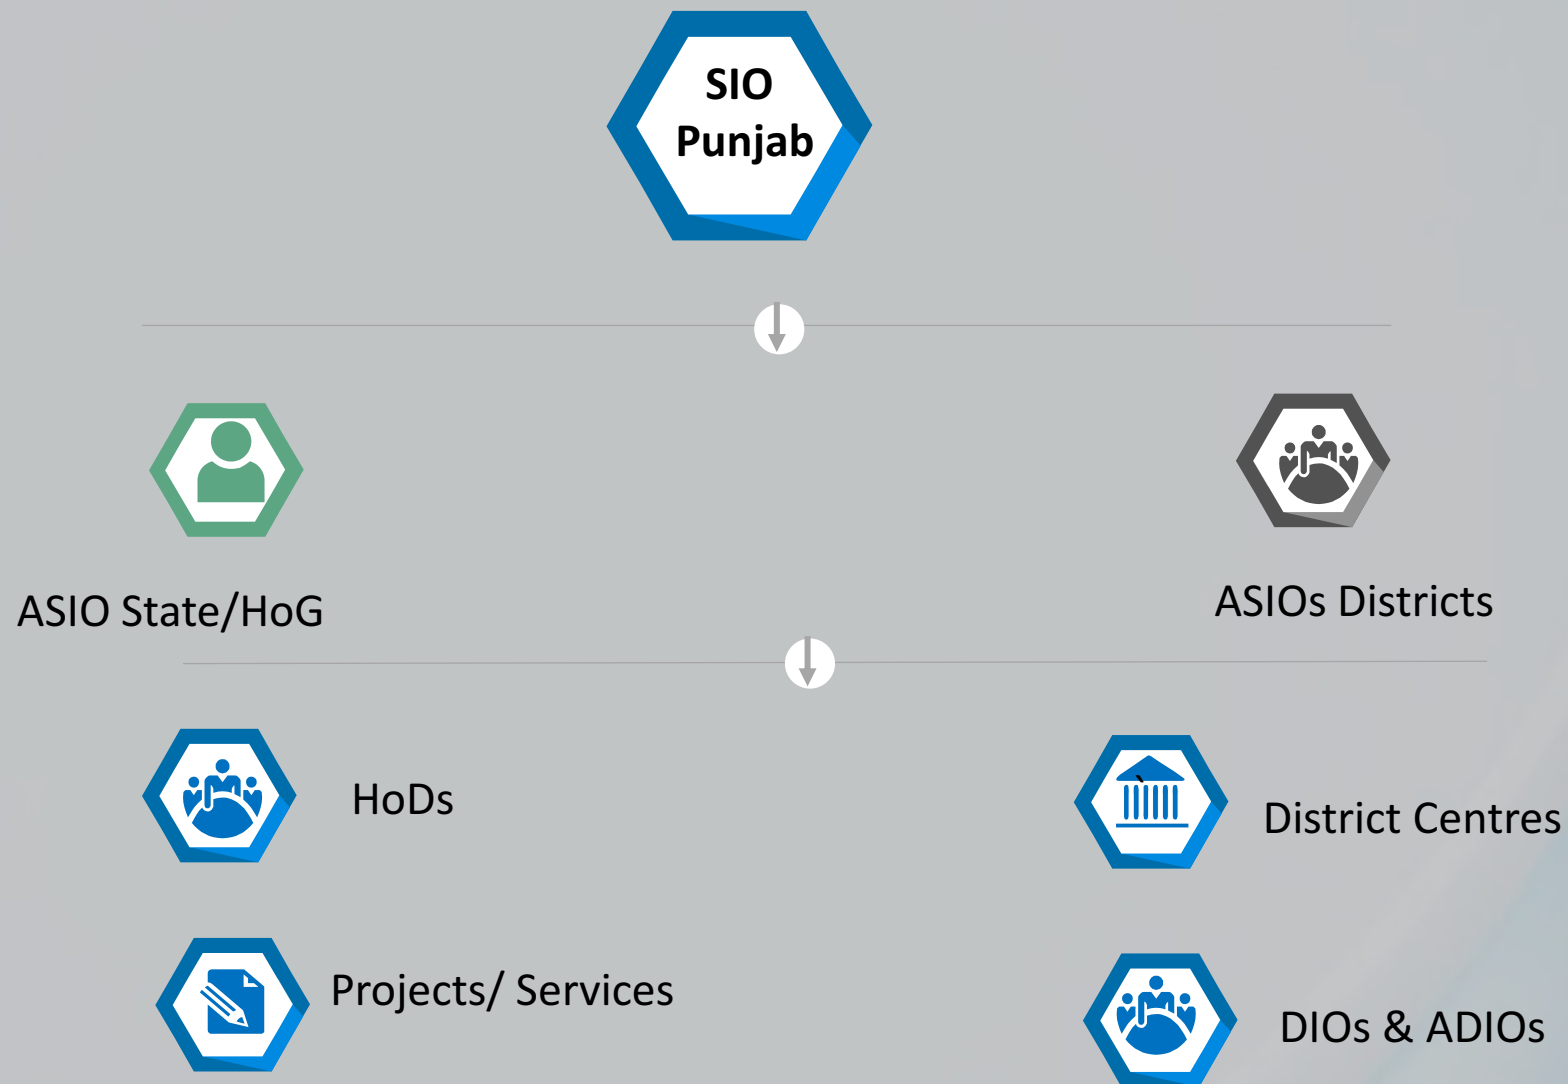 SIO
Punjab
ASIO State/HoG
ASIOs Districts
HoDs
District Centres
Projects/ Services
DIOs & ADIOs